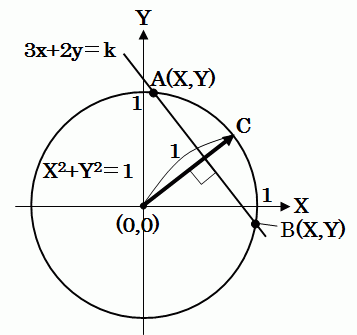 Y
3x+2y=k
A(X,Y)
1
C
1
X²+Y²=1
1
X
(0,0)
B(X,Y)